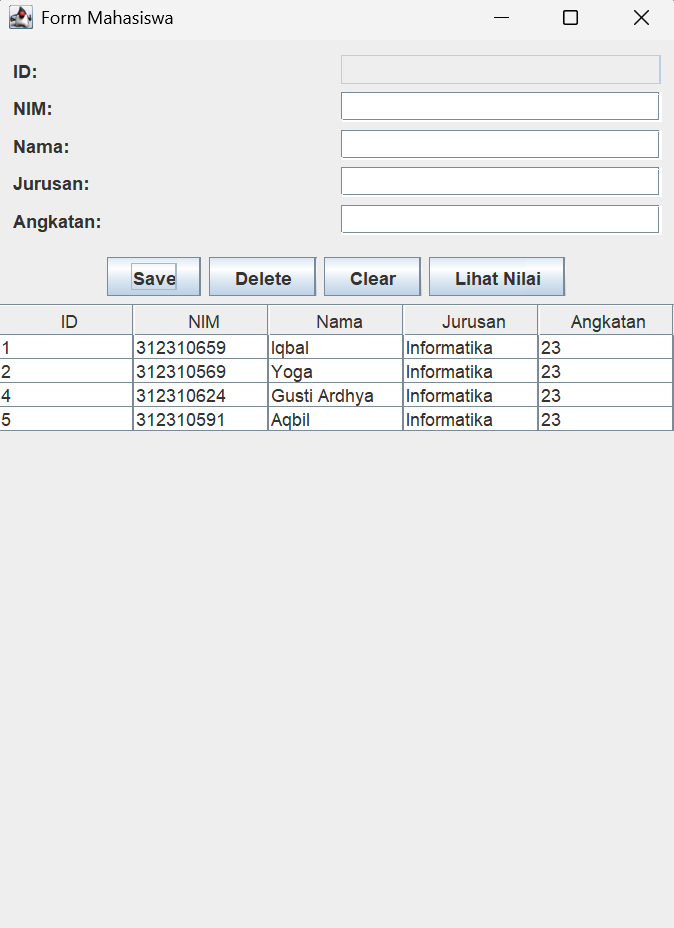 Form Mahasiswa
ID:
NIM:
Nama:
Jurusan:
Angkatan:
Save Delete Clear Lihat Nilai
ID NIM Nama Jurusan Angkatan
1 312310659 Iqbal Informatika 23
2 312310569 Yoga Informatika 23
4 312310624 Gusti Ardhya Informatika 23
5 312310591 Aqbil Informatika 23